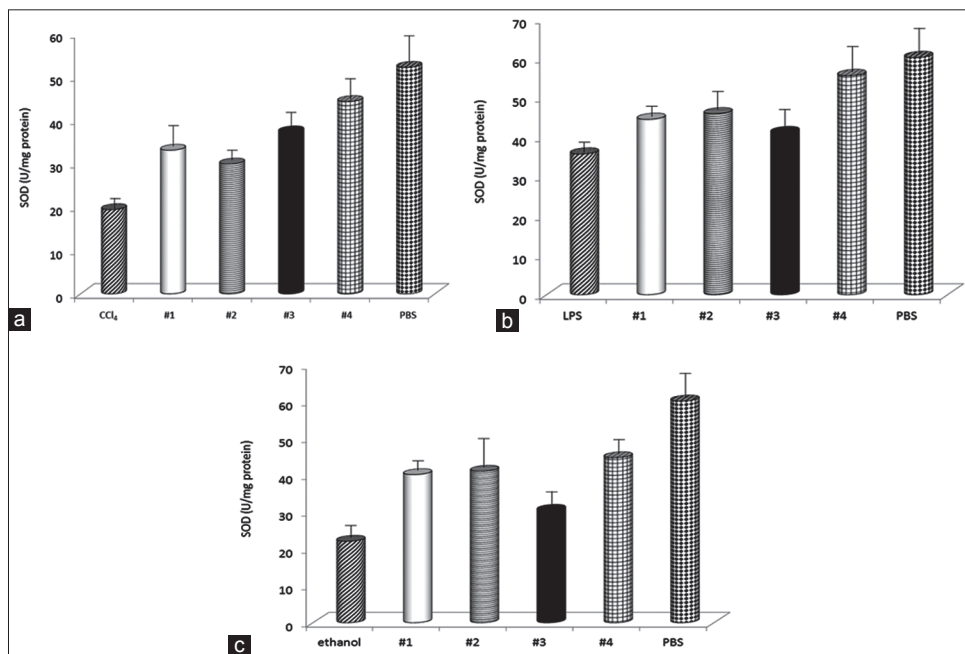 60
50
40
30
20
10
0
SOD (U/mg protein)
CCl₄ #1 #2 #3 #4 PBS
a
70
60
50
40
30
20
10
0
SOD (U/mg protein)
LPS #1 #2 #3 #4 PBS
b
70
60
50
40
30
20
10
0
SOD (U/mg protein)
ethanol #1 #2 #3 #4 PBS
c